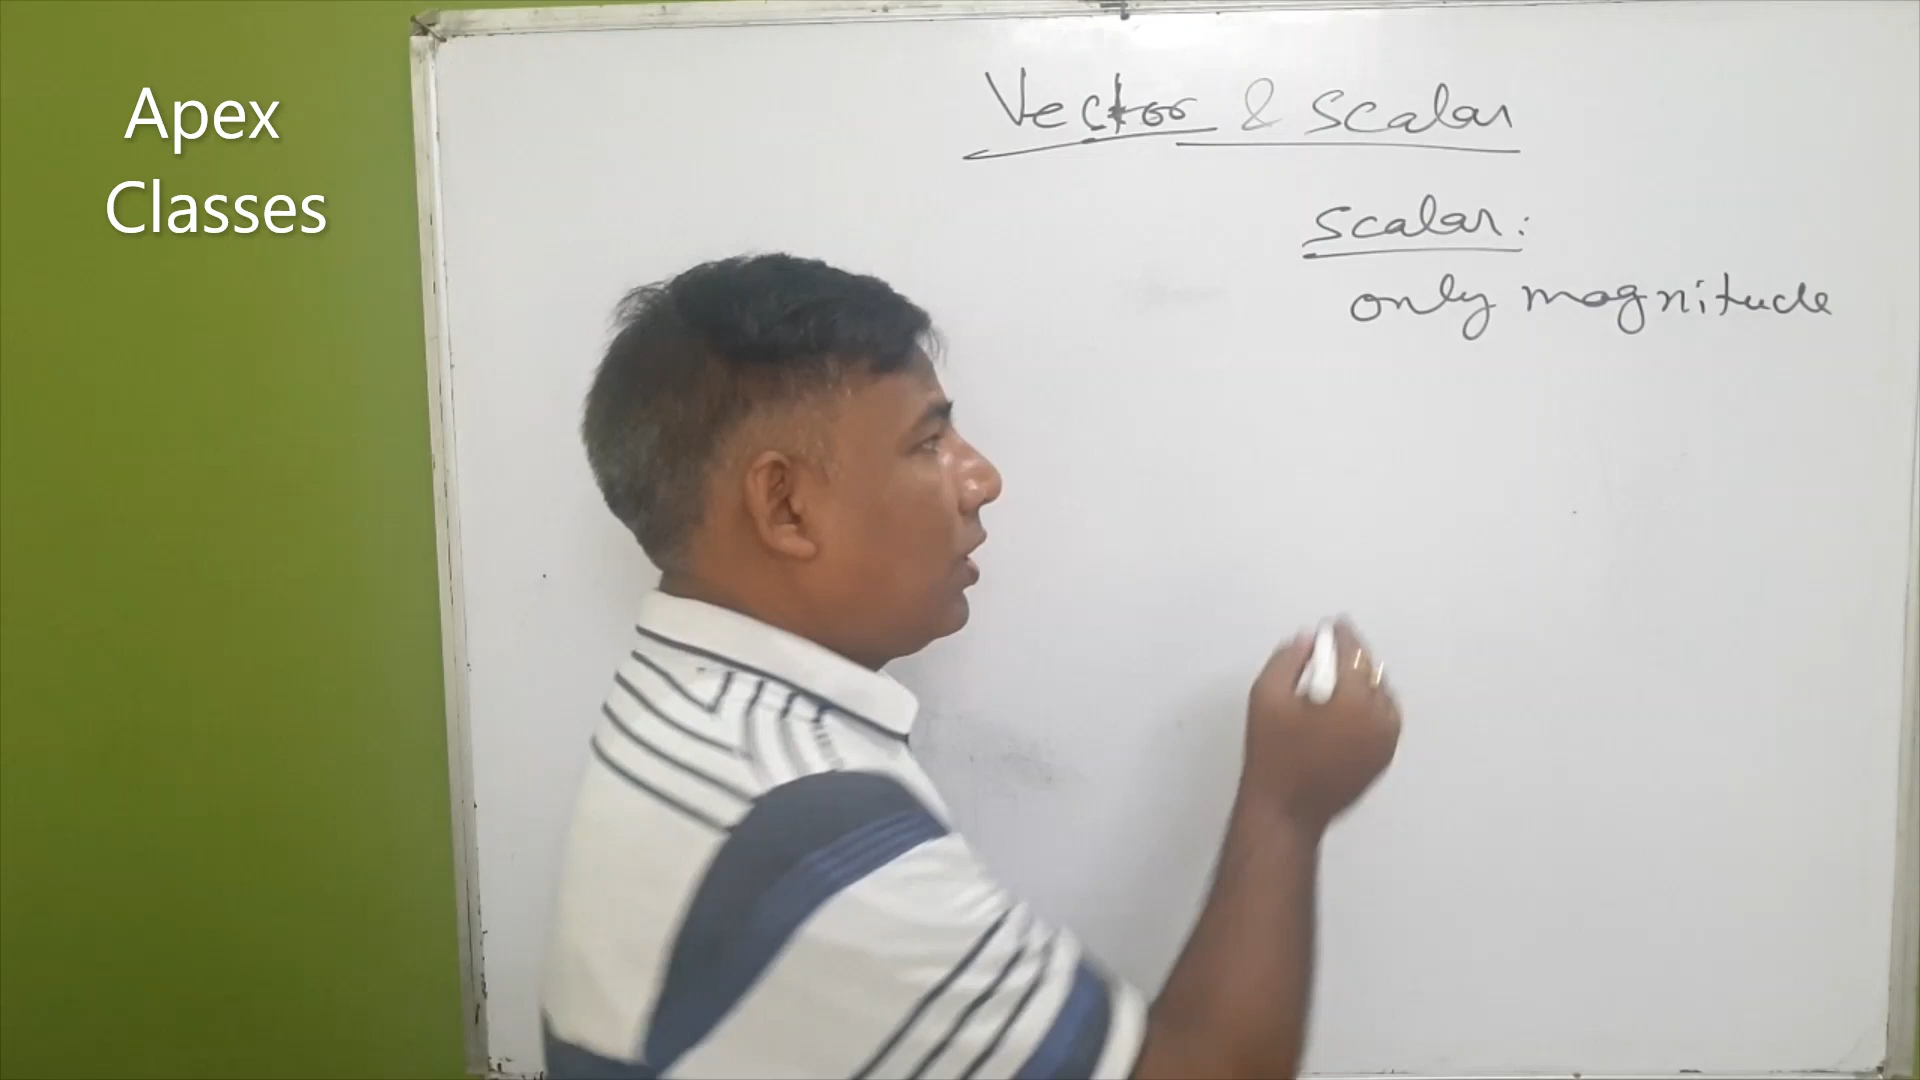 Apex
Classes
Vector & Scalar
Scalar:
only magnitude